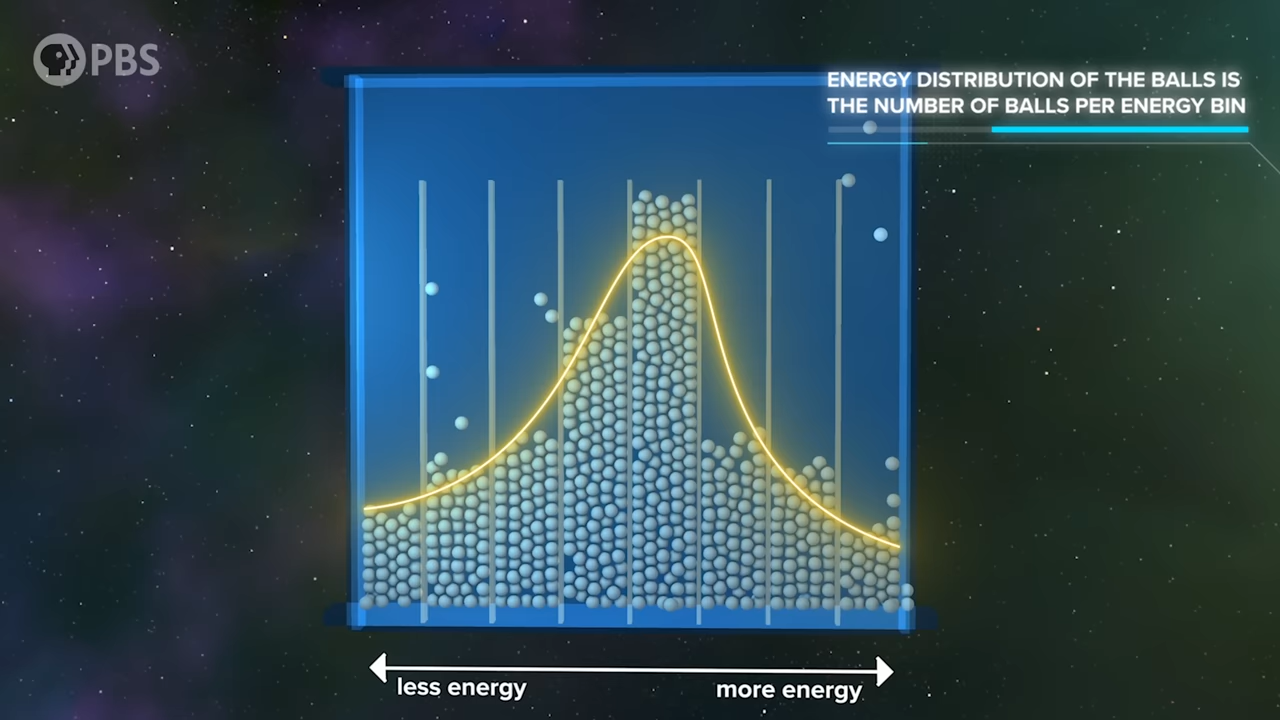 PBS
ENERGY DISTRIBUTION OF THE BALLS IS
THE NUMBER OF BALLS PER ENERGY BIN
less energy
more energy